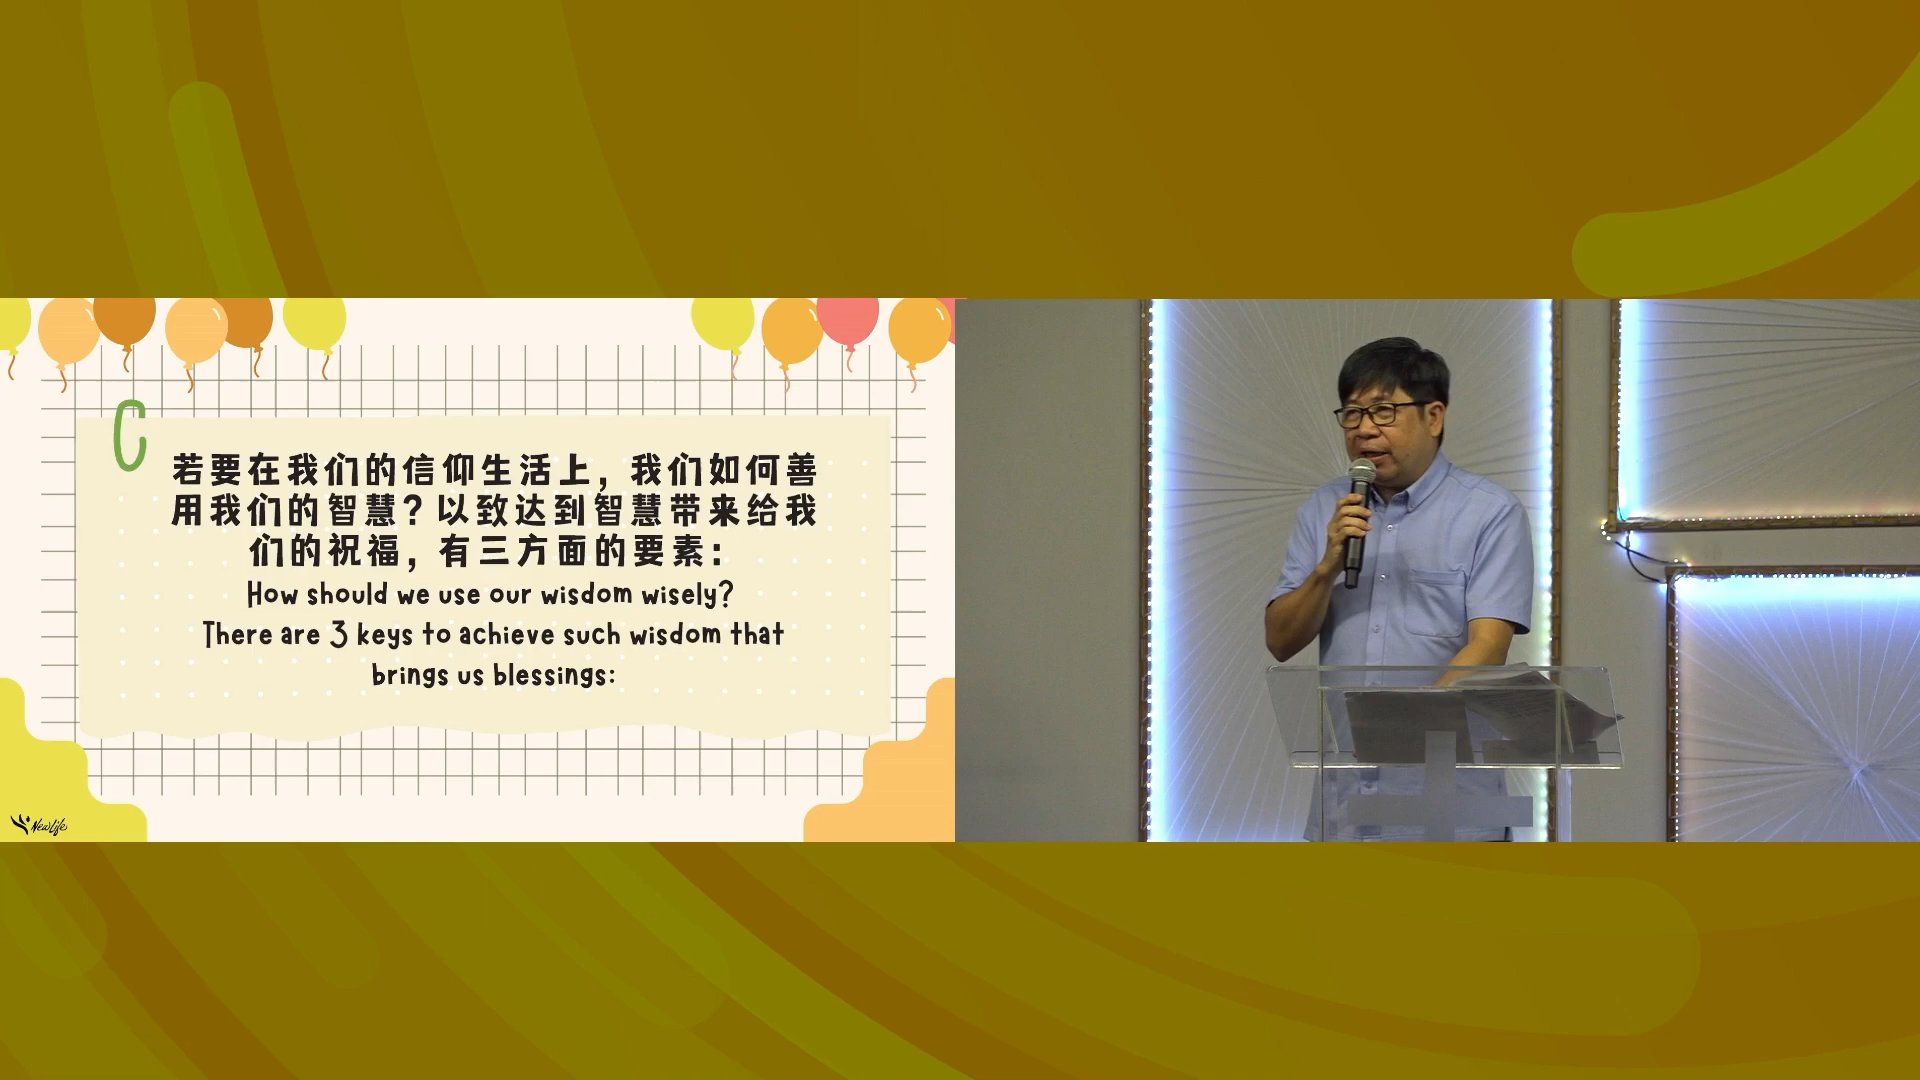 若要在我们的信仰生活上，我们如何善
用我们的智慧？以致达到智慧带来给我
们的祝福，有三方面的要素：
How should we use our wisdom wisely?
There are 3 keys to achieve such wisdom that
brings us blessings:
NewLife